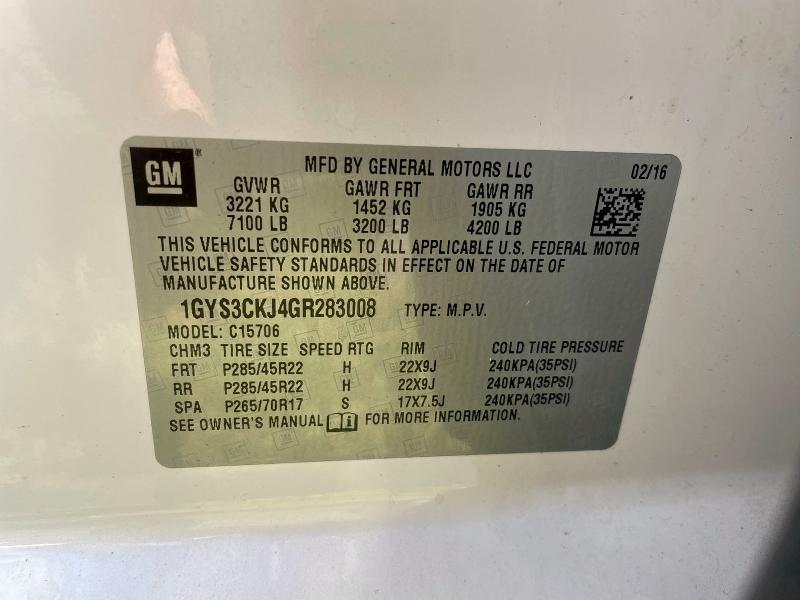 GM®
MFD BY GENERAL MOTORS LLC 02/16
GVWR GAWR FRT GAWR RR
3221 KG 1452 KG 1905 KG
7100 LB 3200 LB 4200 LB
THIS VEHICLE CONFORMS TO ALL APPLICABLE U.S. FEDERAL MOTOR
VEHICLE SAFETY STANDARDS IN EFFECT ON THE DATE OF
MANUFACTURE SHOWN ABOVE.
1GYS3CKJ4GR283008 TYPE: M.P.V.
MODEL: C15706
CHM3 TIRE SIZE SPEED RTG RIM COLD TIRE PRESSURE
FRT P285/45R22 H 22X9J 240KPA(35PSI)
RR P285/45R22 H 22X9J 240KPA(35PSI)
SPA P265/70R17 S 17X7.5J 240KPA(35PSI)
SEE OWNER'S MANUAL i FOR MORE INFORMATION.